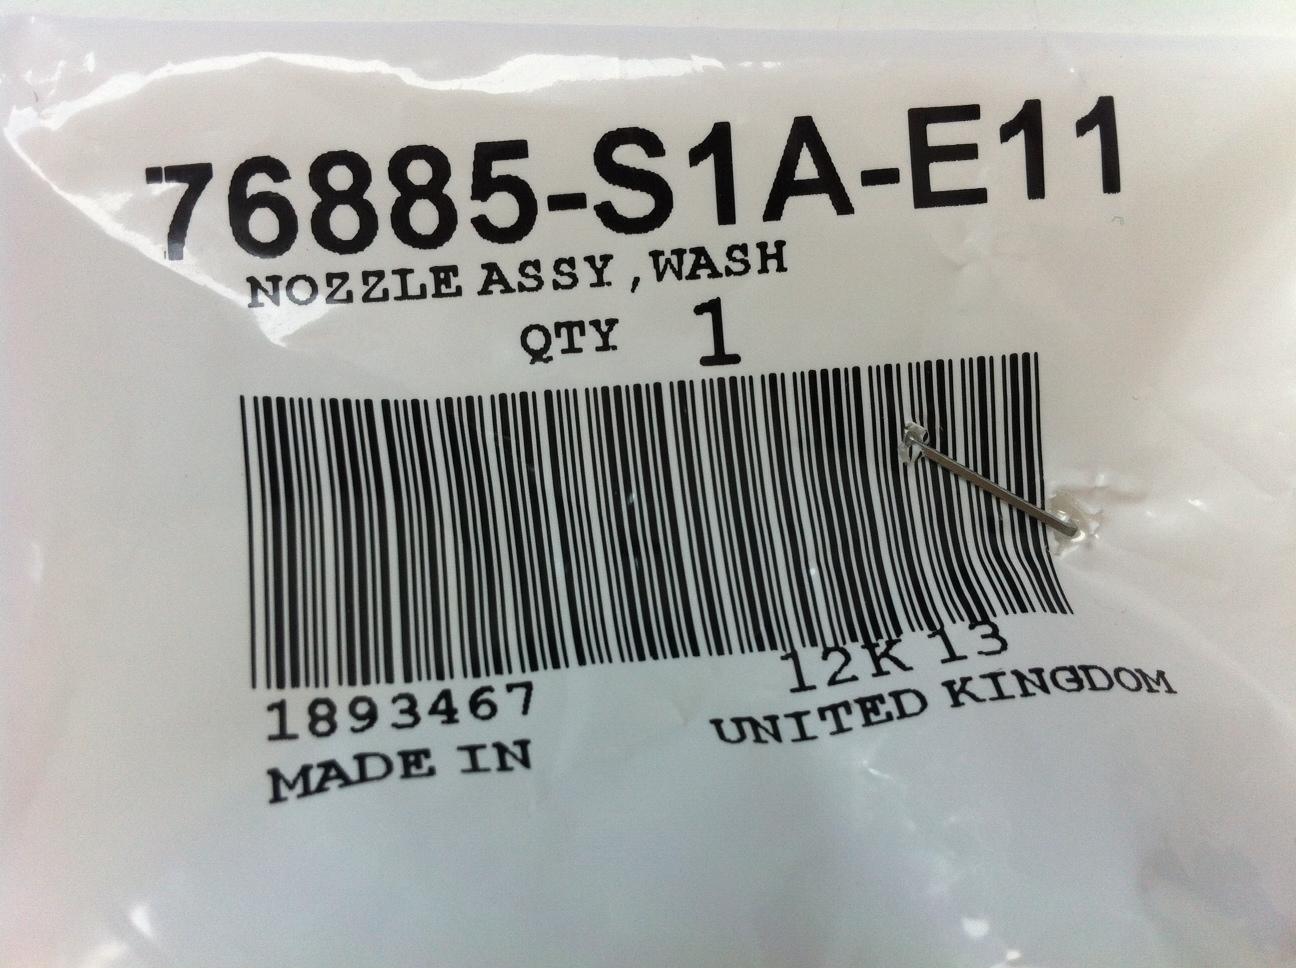 76885-S1A-E11
NOZZLE ASSY,WASH
QTY 1
1893467 12K 13
MADE IN UNITED KINGDOM